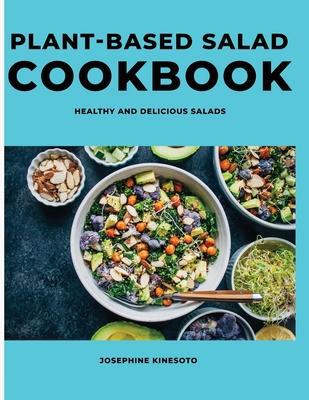 PLANT-BASED SALAD
COOKBOOK
HEALTHY AND DELICIOUS SALADS
JOSEPHINE KINESOTO